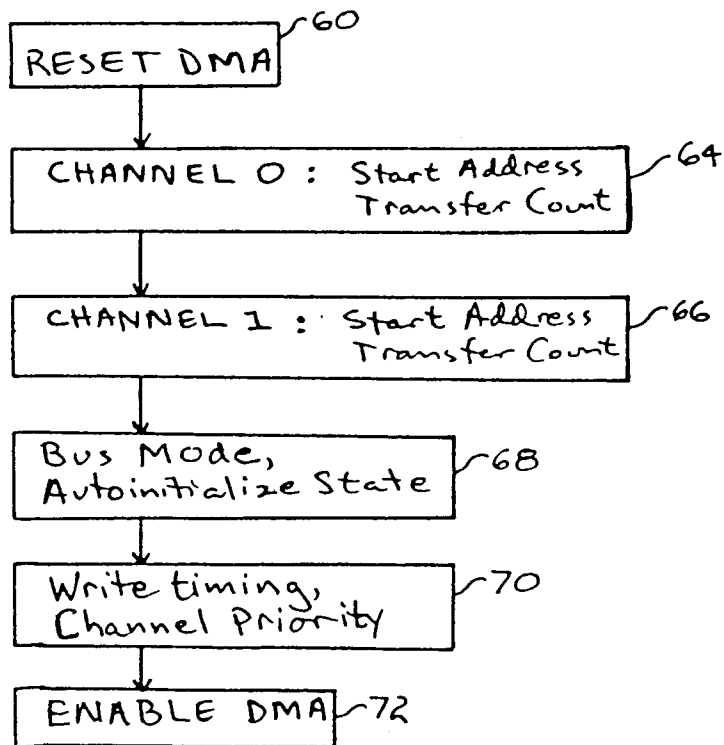 60
RESET DMA
64
CHANNEL 0 : Start Address
Transfer Count
66
CHANNEL 1 : Start Address
Transfer Count
68
Bus Mode,
Autoinitialize State
70
Write timing,
Channel Priority
ENABLE DMA 72